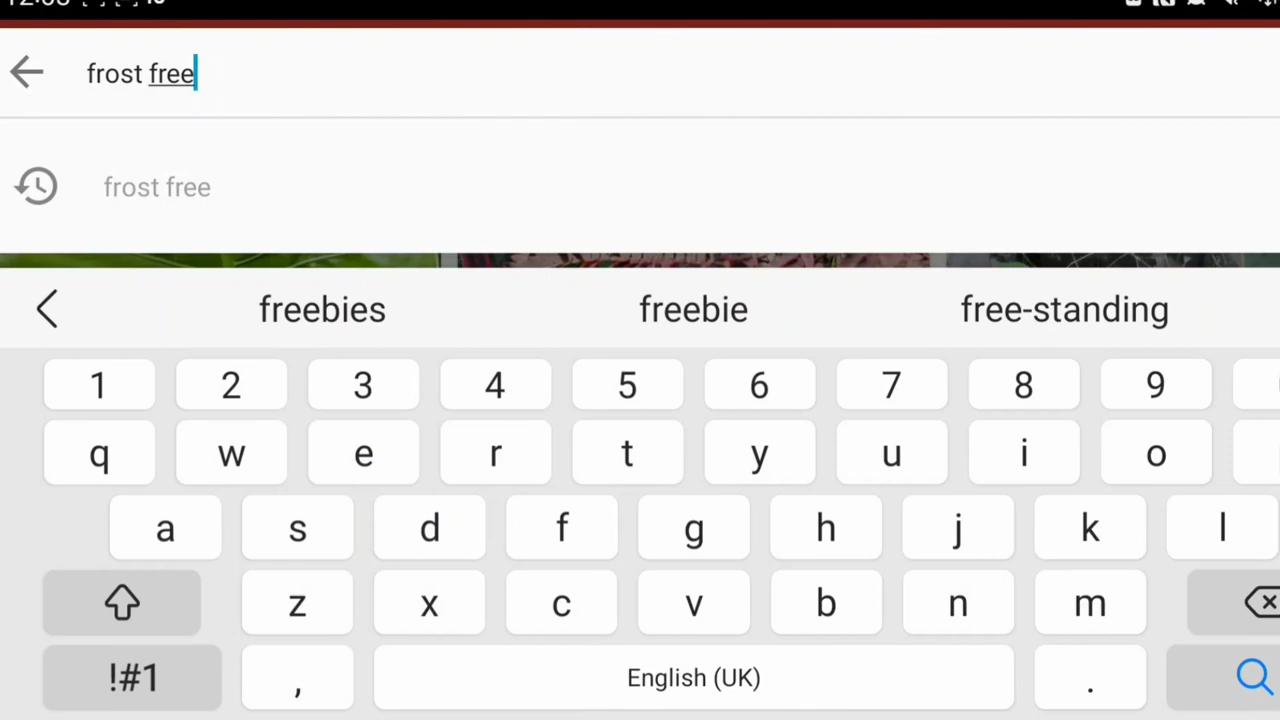 frost free
frost free
freebies freebie free-standing
1 2 3 4 5 6 7 8 9
q w e r t y u i o
a s d f g h j k l
z x c v b n m
!#1 , English (UK) .